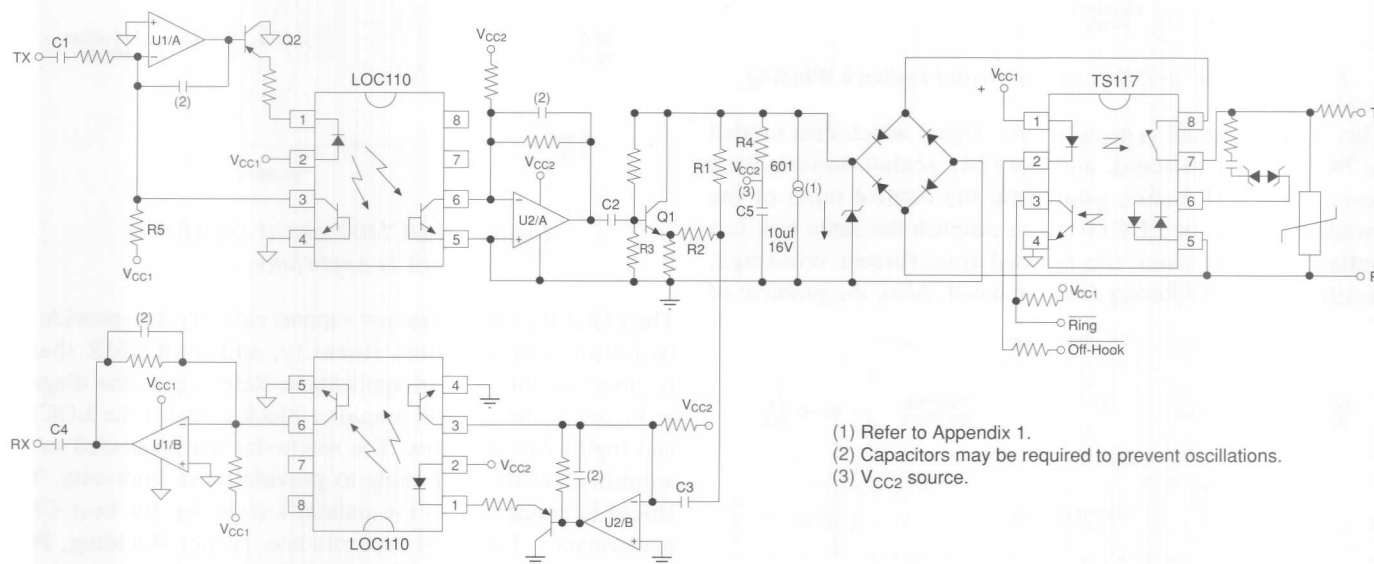 TX
C1
U1/A
+
−
(2)
Q2
R5
VCC1
LOC110
1
2
3
4
8
7
6
5
VCC1
VCC2
(2)
VCC2
U2/A
−
+
C2
Q1
R3
R2
R1
R4
601
VCC2
(3)
C5
10uf
16V
(1)
+
VCC1
TS117
1
2
3
4
8
7
6
5
T
R
VCC1
Ring
Off-Hook
(2)
VCC1
RX
C4
U1/B
−
+
VCC1
5
6
7
8
4
3
2
1
LOC110
VCC2
VCC2
(2)
U2/B
−
+
C3
(1) Refer to Appendix 1.
(2) Capacitors may be required to prevent oscillations.
(3) VCC2 source.